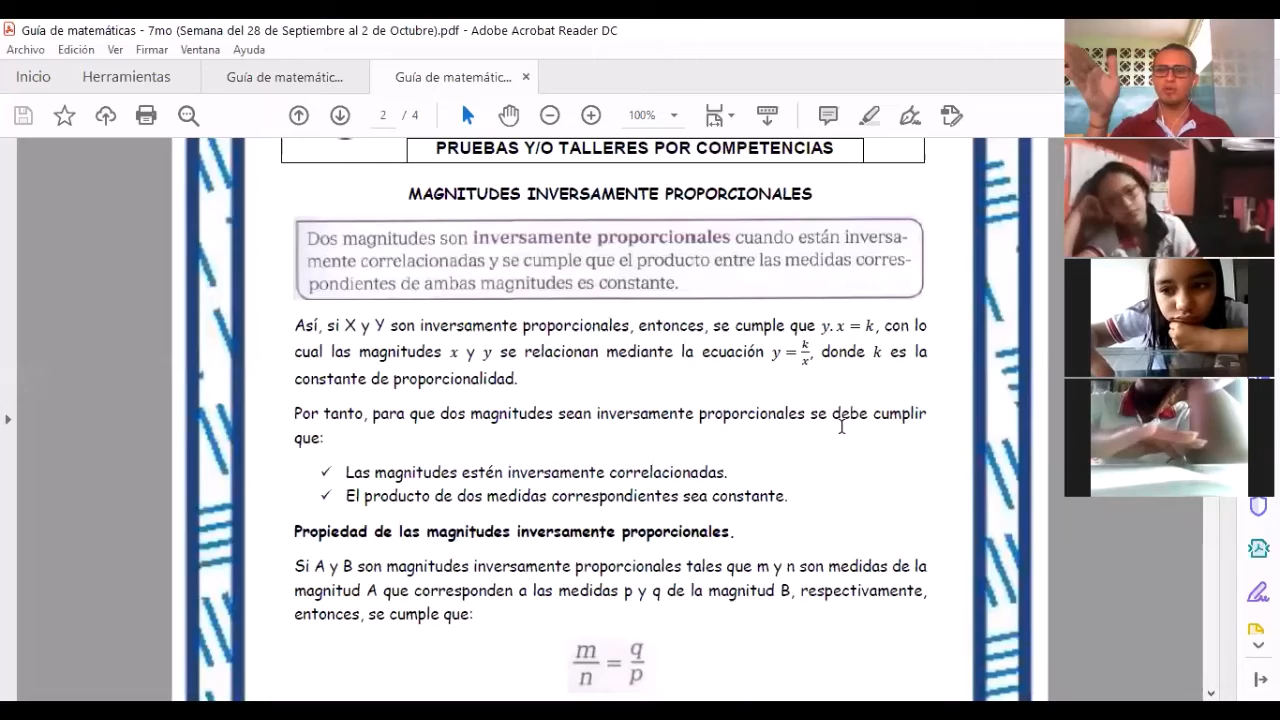 Guía de matemáticas - 7mo (Semana del 28 de Septiembre al 2 de Octubre).pdf - Adobe Acrobat Reader DC
Archivo Edición Ver Firmar Ventana Ayuda
Inicio Herramientas Guía de matemátic... Guía de matemátic... ×
2 / 4 100%
PRUEBAS Y/O TALLERES POR COMPETENCIAS
MAGNITUDES INVERSAMENTE PROPORCIONALES
Dos magnitudes son inversamente proporcionales cuando están inversa-
mente correlacionadas y se cumple que el producto entre las medidas corres-
pondientes de ambas magnitudes es constante.
Así, si X y Y son inversamente proporcionales, entonces, se cumple que y. x = k, con lo
cual las magnitudes x y y se relacionan mediante la ecuación y = k/x, donde k es la
constante de proporcionalidad.
Por tanto, para que dos magnitudes sean inversamente proporcionales se debe cumplir
que:
✓ Las magnitudes estén inversamente correlacionadas.
✓ El producto de dos medidas correspondientes sea constante.
Propiedad de las magnitudes inversamente proporcionales.
Si A y B son magnitudes inversamente proporcionales tales que m y n son medidas de la
magnitud A que corresponden a las medidas p y q de la magnitud B, respectivamente,
entonces, se cumple que:
m/n = q/p